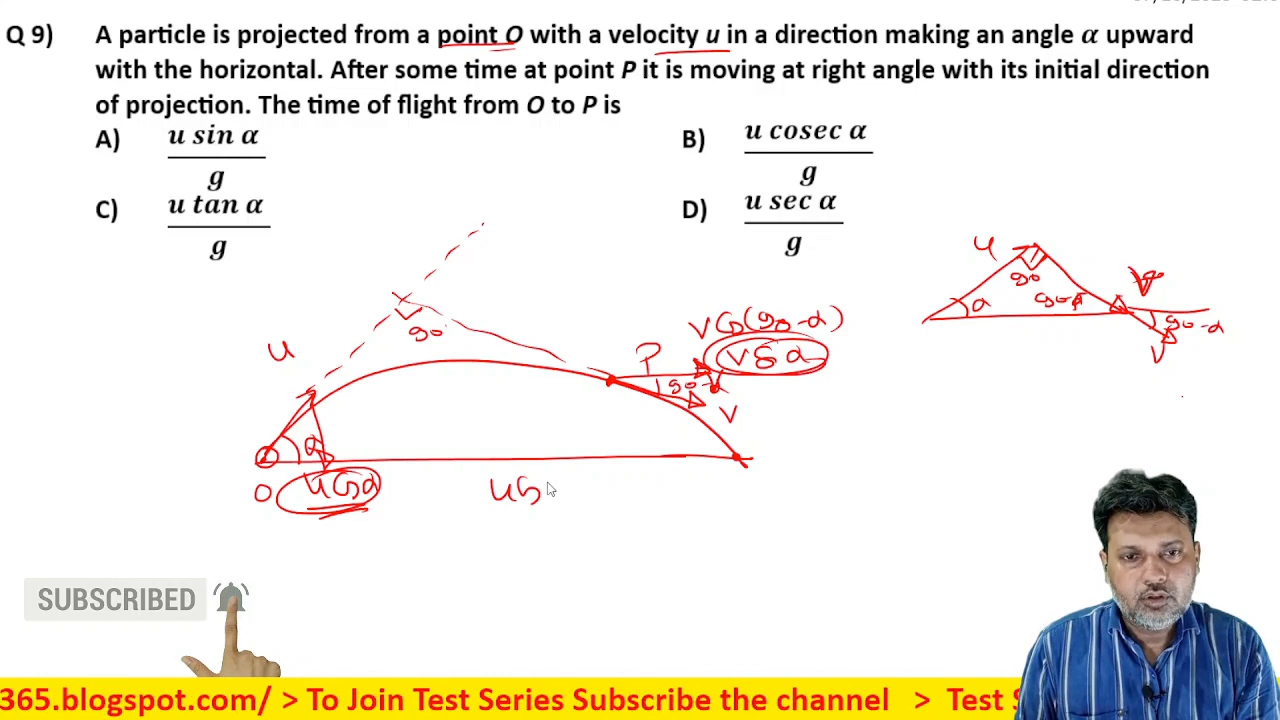 Q 9) A particle is projected from a point O with a velocity u in a direction making an angle α upward
with the horizontal. After some time at point P it is moving at right angle with its initial direction
of projection. The time of flight from O to P is
A) u sin α / g
B) u cosec α / g
C) u tan α / g
D) u sec α / g
u
90
α
90-α
V
90-α
V
u
90
P
V cos(90-α)
V sin α
90-α
V
α
O
u cos α
u cos
SUBSCRIBED
365.blogspot.com/ > To Join Test Series Subscribe the channel > Test S